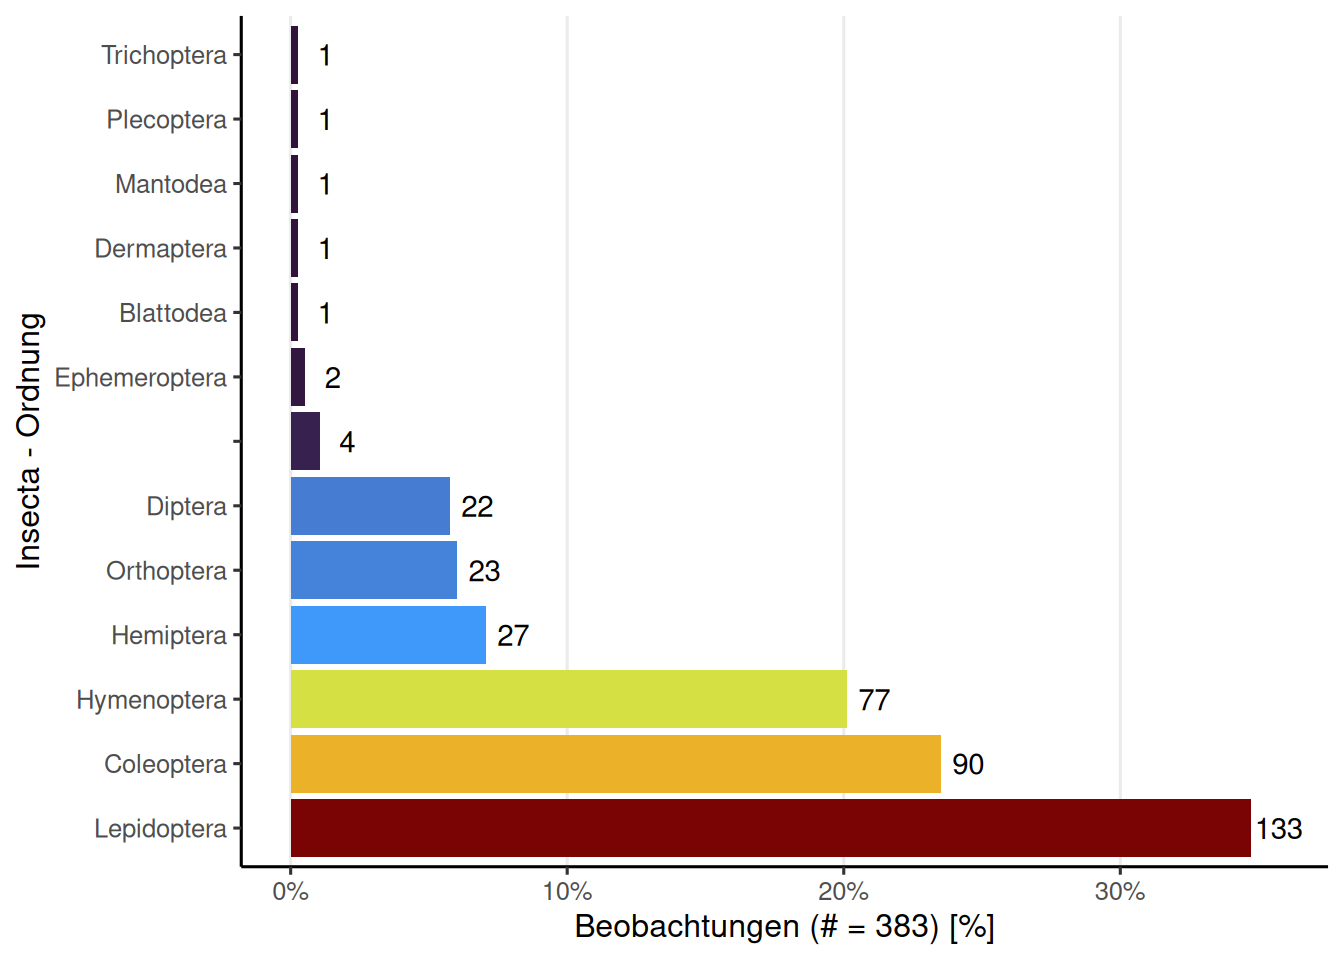 Trichoptera 1
Plecoptera 1
Mantodea 1
Dermaptera 1
Blattodea 1
Ephemeroptera 2
4
Diptera 22
Orthoptera 23
Hemiptera 27
Hymenoptera 77
Coleoptera 90
Lepidoptera 133
0% 10% 20% 30%
Beobachtungen (# = 383) [%]
Insecta - Ordnung